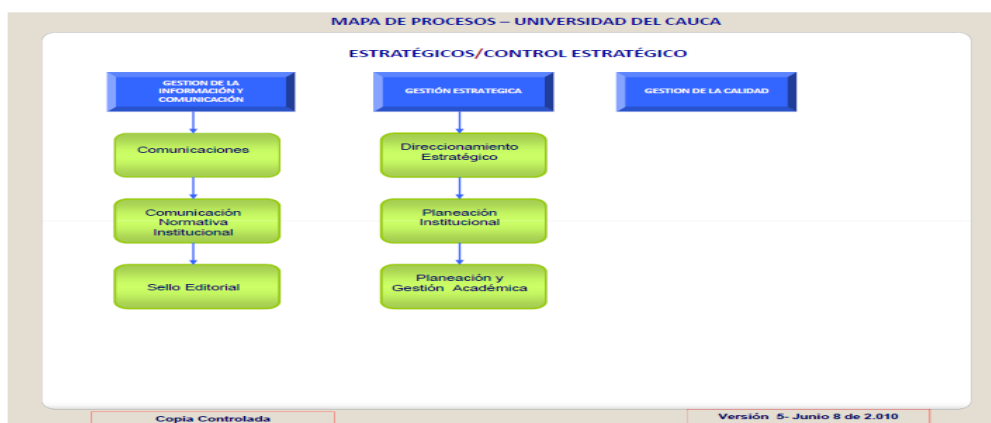 MAPA DE PROCESOS – UNIVERSIDAD DEL CAUCA
ESTRATÉGICOS/CONTROL ESTRATÉGICO
GESTION DE LA
INFORMACIÓN Y
COMUNICACIÓN
Comunicaciones
Comunicación
Normativa
Institucional
Sello Editorial
GESTIÓN ESTRATEGICA
Direccionamiento
Estratégico
Planeación
Institucional
Planeación y
Gestión Académica
GESTION DE LA CALIDAD
Copia Controlada
Versión 5- Junio 8 de 2.010